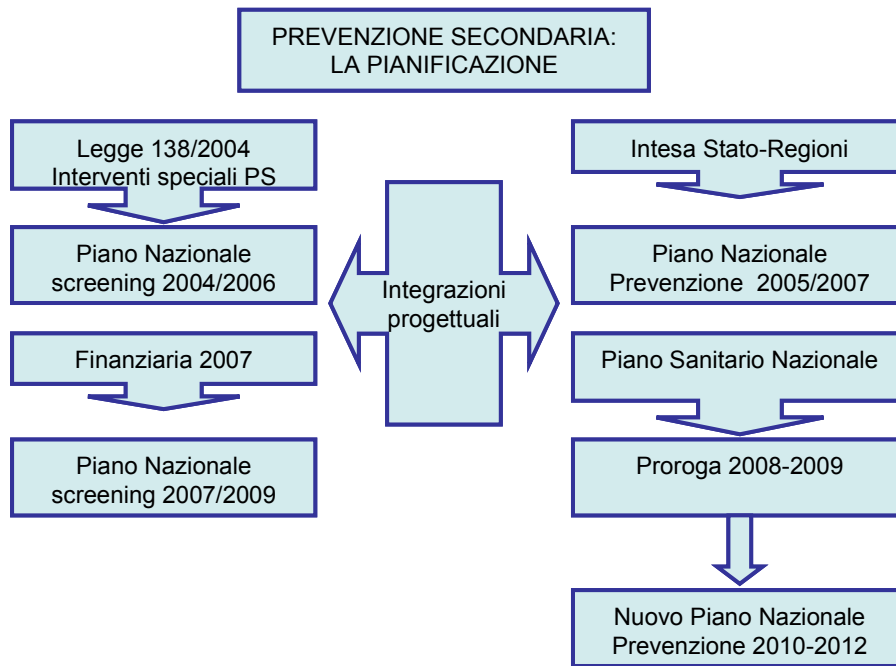 PREVENZIONE SECONDARIA:
LA PIANIFICAZIONE
Legge 138/2004
Interventi speciali PS
Piano Nazionale
screening 2004/2006
Finanziaria 2007
Piano Nazionale
screening 2007/2009
Integrazioni
progettuali
Intesa Stato-Regioni
Piano Nazionale
Prevenzione 2005/2007
Piano Sanitario Nazionale
Proroga 2008-2009
Nuovo Piano Nazionale
Prevenzione 2010-2012